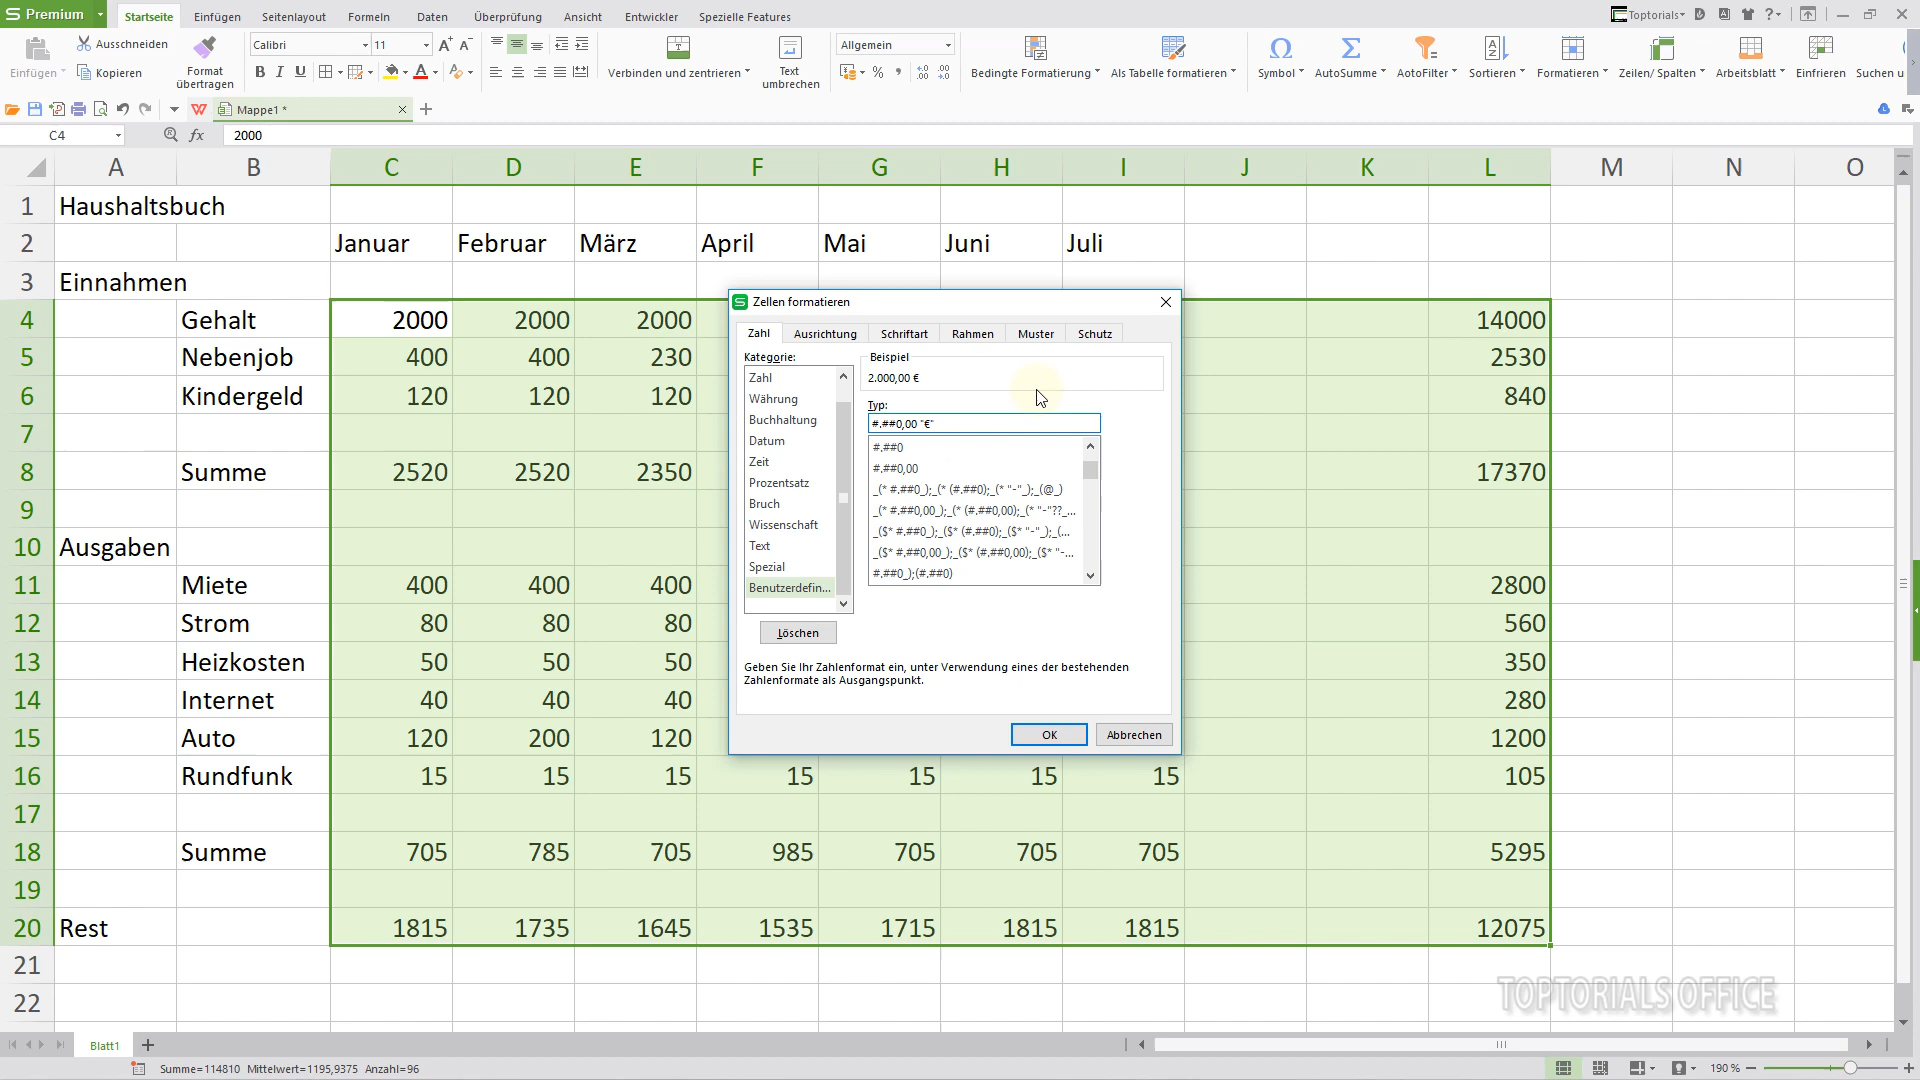 Premium Startseite Einfügen Seitenlayout Formeln Daten Überprüfung Ansicht Entwickler Spezielle Features Toptorials
Einfügen Ausschneiden Kopieren Format übertragen
Calibri 11
B I U
Verbinden und zentrieren Text umbrechen
Allgemein
Bedingte Formatierung Als Tabelle formatieren Symbol AutoSumme AutoFilter Sortieren Formatieren Zeilen/ Spalten Arbeitsblatt Einfrieren Suchen u
Mappe1 *
C4 fx 2000
A B C D E F G H I J K L M N O
1 Haushaltsbuch
2 Januar Februar März April Mai Juni Juli
3 Einnahmen
4 Gehalt 2000 2000 2000 14000
5 Nebenjob 400 400 230 2530
6 Kindergeld 120 120 120 840
7
8 Summe 2520 2520 2350 17370
9
10 Ausgaben
11 Miete 400 400 400 2800
12 Strom 80 80 80 560
13 Heizkosten 50 50 50 350
14 Internet 40 40 40 280
15 Auto 120 200 120 1200
16 Rundfunk 15 15 15 15 15 15 15 105
17
18 Summe 705 785 705 985 705 705 705 5295
19
20 Rest 1815 1735 1645 1535 1715 1815 1815 12075
21
22
Zellen formatieren
Zahl Ausrichtung Schriftart Rahmen Muster Schutz
Kategorie:
Zahl
Währung
Buchhaltung
Datum
Zeit
Prozentsatz
Bruch
Wissenschaft
Text
Spezial
Benutzerdefin...
Löschen
Beispiel
2.000,00 €
Typ:
#.##0,00 "€"
#.##0
#.##0,00
_(* #.##0_);_(* (#.##0);_(* "-"_);_(@_)
_(* #.##0,00_);_(* (#.##0,00);_(* "-"??_...
_($* #.##0_);_($* (#.##0);_($* "-"_);_(...
_($* #.##0,00_);_($* (#.##0,00);_($* "-...
#.##0_);(#.##0)
Geben Sie Ihr Zahlenformat ein, unter Verwendung eines der bestehenden
Zahlenformate als Ausgangspunkt.
OK Abbrechen
TOPTORIALS OFFICE
Blatt1
Summe=114810 Mittelwert=1195,9375 Anzahl=96 190 %